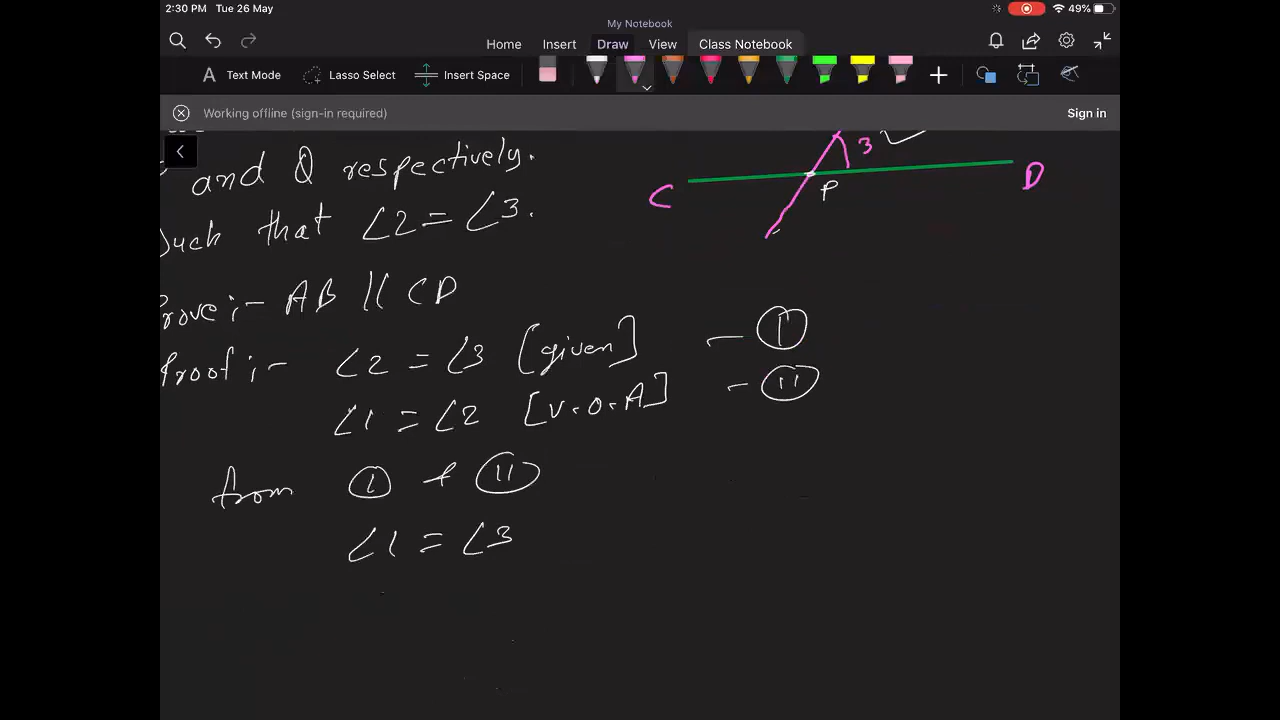 2:30 PM Tue 26 May
49%
My Notebook
Home Insert Draw View Class Notebook
Text Mode Lasso Select Insert Space
Working offline (sign-in required) Sign in
and Q respectively.
Such that ∠2 = ∠3.
Prove :- AB || CD
Proof :- ∠2 = ∠3 [given] - I
∠1 = ∠2 [V.O.A] - II
from I + II
∠1 = ∠3
3
C P D